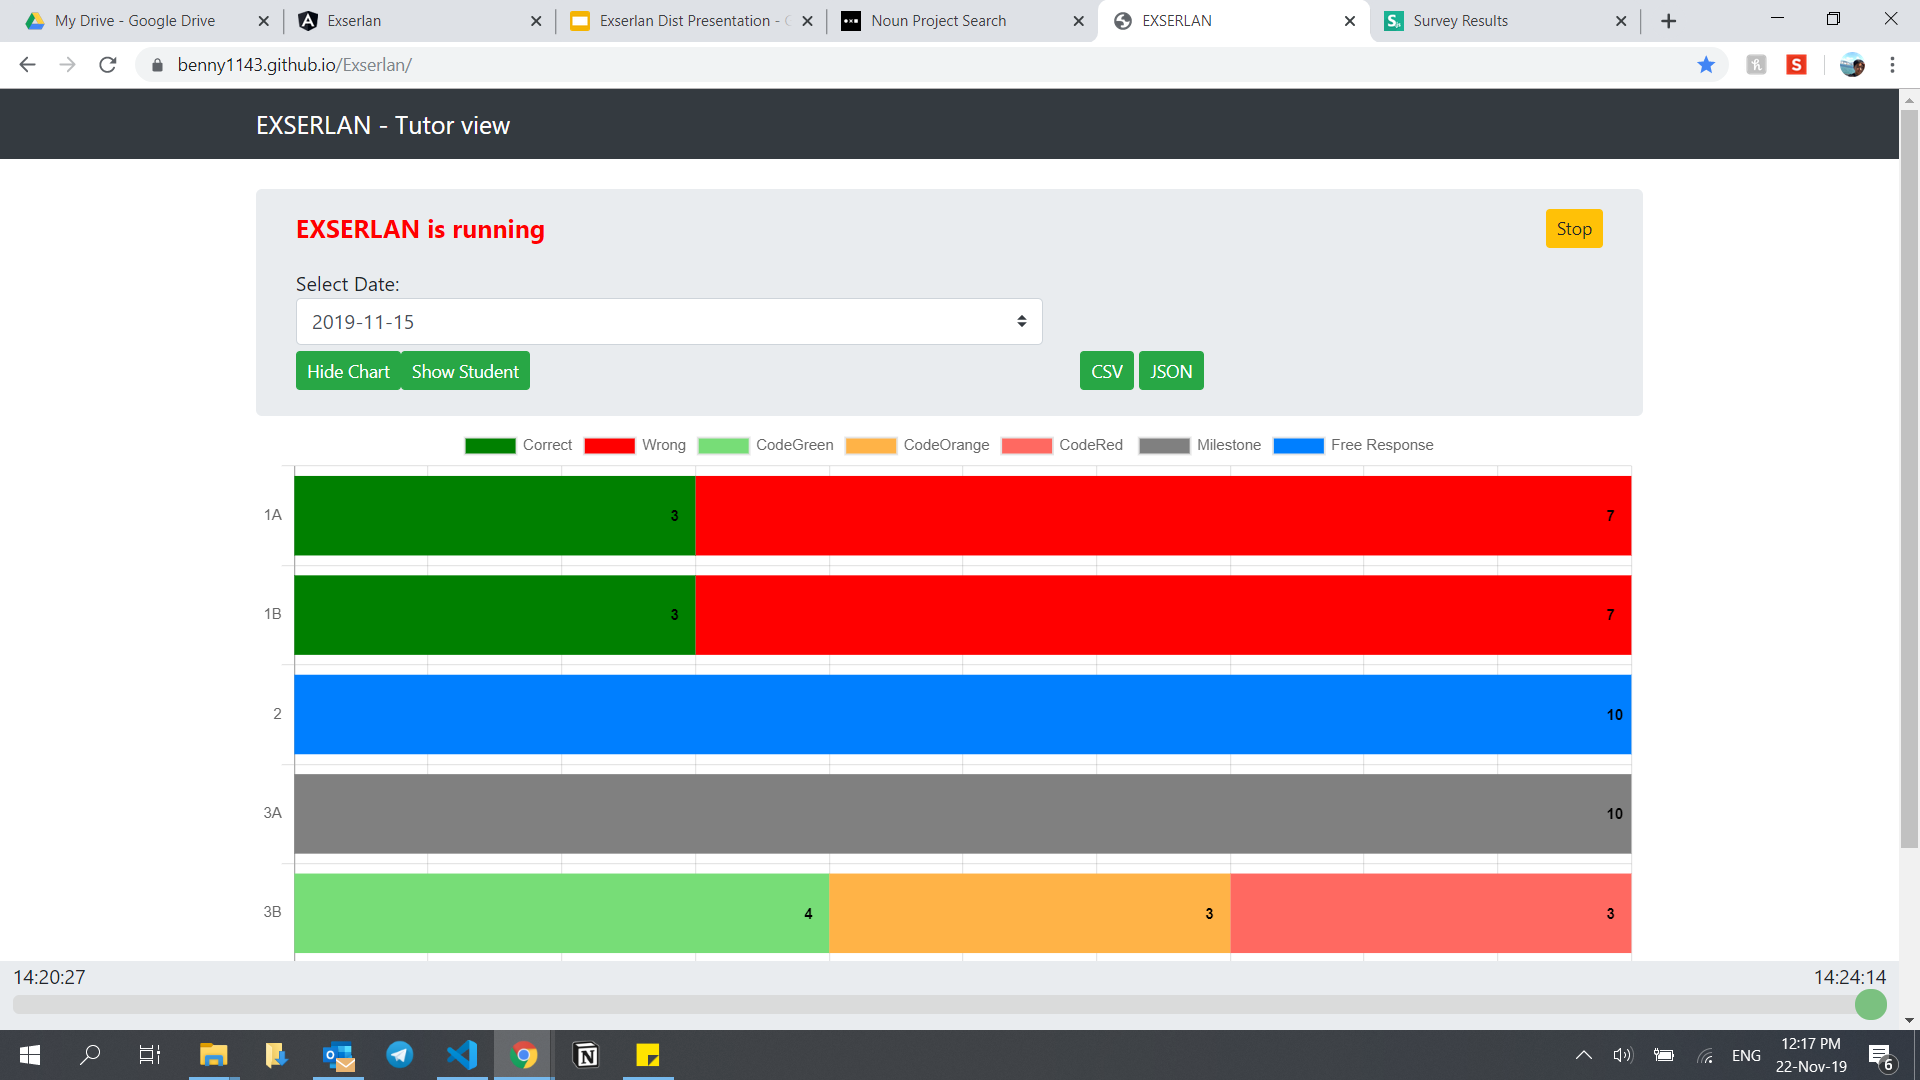 My Drive - Google Drive
Exserlan
Exserlan Dist Presentation -
Noun Project Search
EXSERLAN
Survey Results
benny1143.github.io/Exserlan/
EXSERLAN - Tutor view
EXSERLAN is running
Stop
Select Date:
2019-11-15
Hide Chart Show Student CSV JSON
Correct Wrong CodeGreen CodeOrange CodeRed Milestone Free Response
1A 3 7
1B 3 7
2 10
3A 10
3B 4 3 3
14:20:27 14:24:14
ENG
12:17 PM
22-Nov-19
6